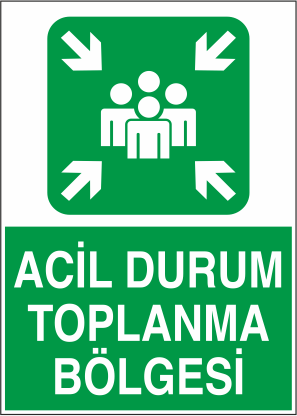 ACİL DURUM
TOPLANMA
BÖLGESİ